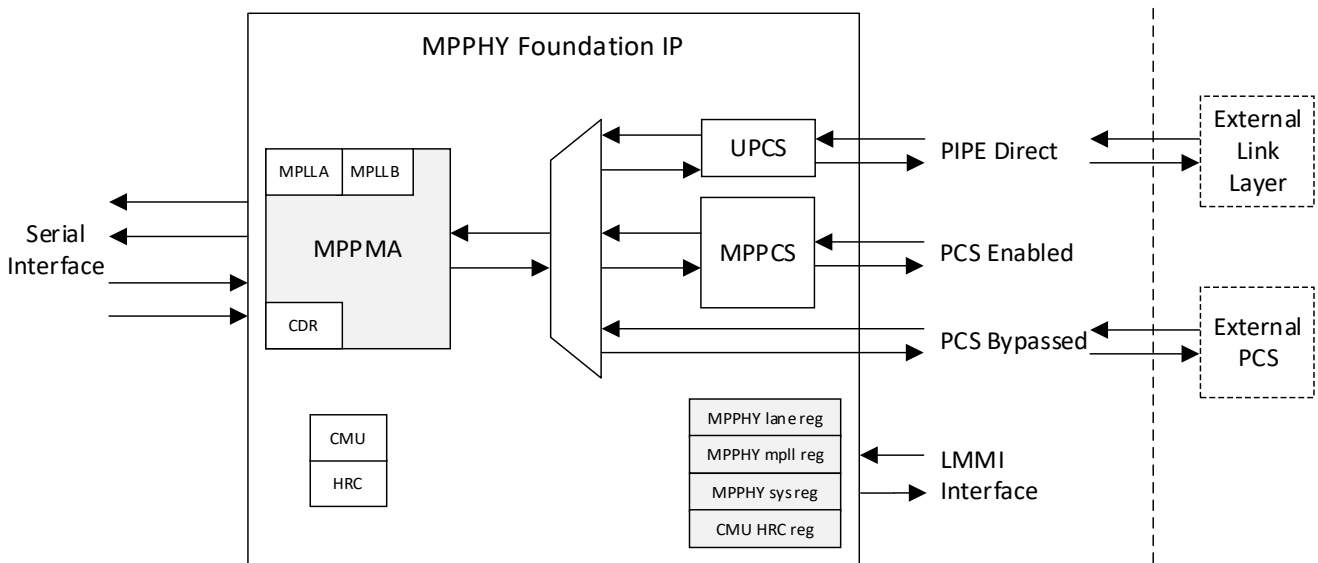 MPPHY Foundation IP
MPLLA
MPLLB
MPPMA
CDR
Serial
Interface
UPCS
MPPCS
PIPE Direct
PCS Enabled
PCS Bypassed
External
Link
Layer
External
PCS
CMU
HRC
MPPHY lane reg
MPPHY mpll reg
MPPHY sys reg
CMU HRC reg
LMMI
Interface